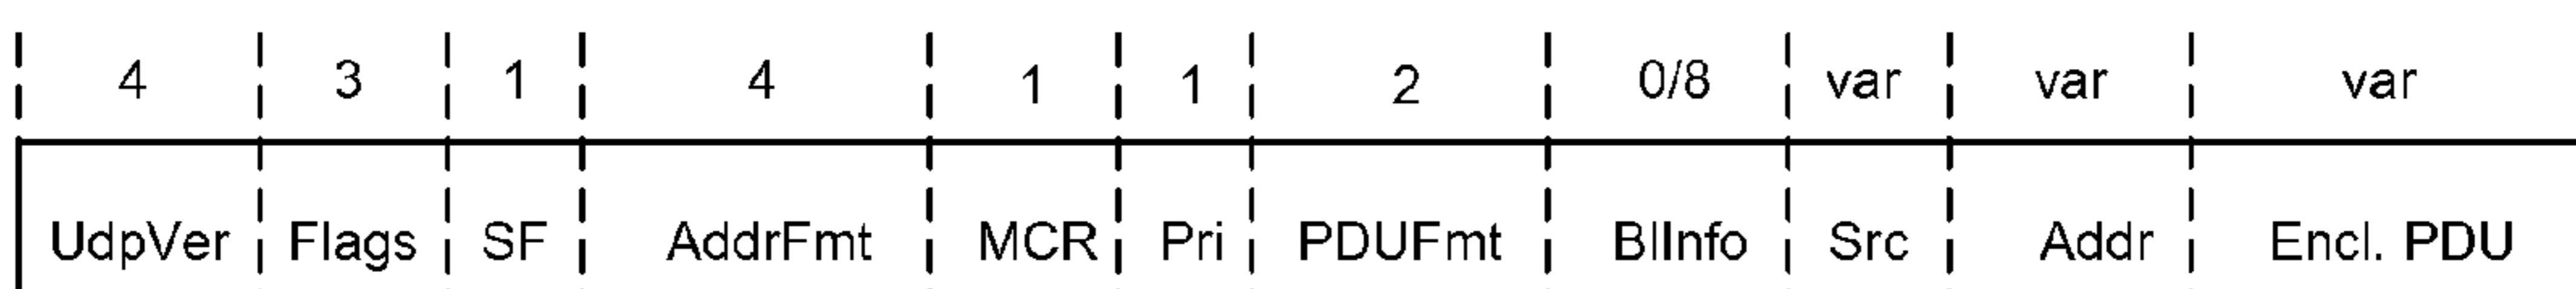 4 3 1 4 1 1 2 0/8 var var var
UdpVer Flags SF AddrFmt MCR Pri PDUFmt BlInfo Src Addr Encl. PDU